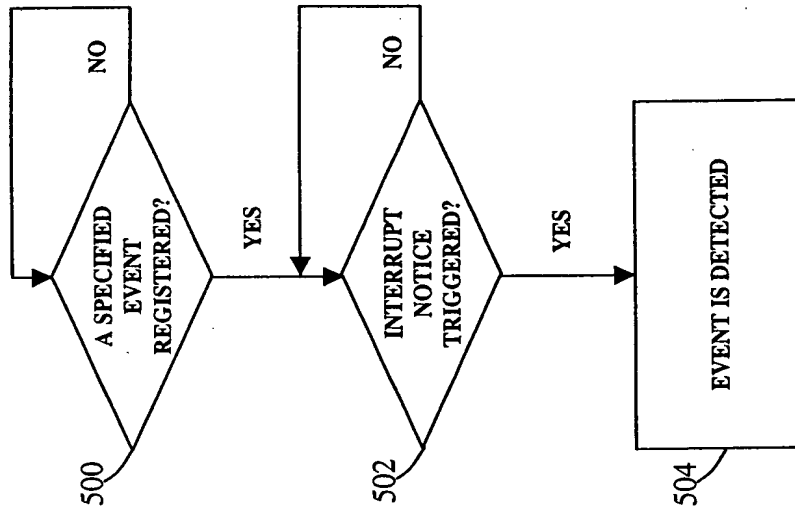 NO
A SPECIFIED
EVENT
REGISTERED?
500
YES
NO
INTERRUPT
NOTICE
TRIGGERED?
502
YES
EVENT IS DETECTED
504